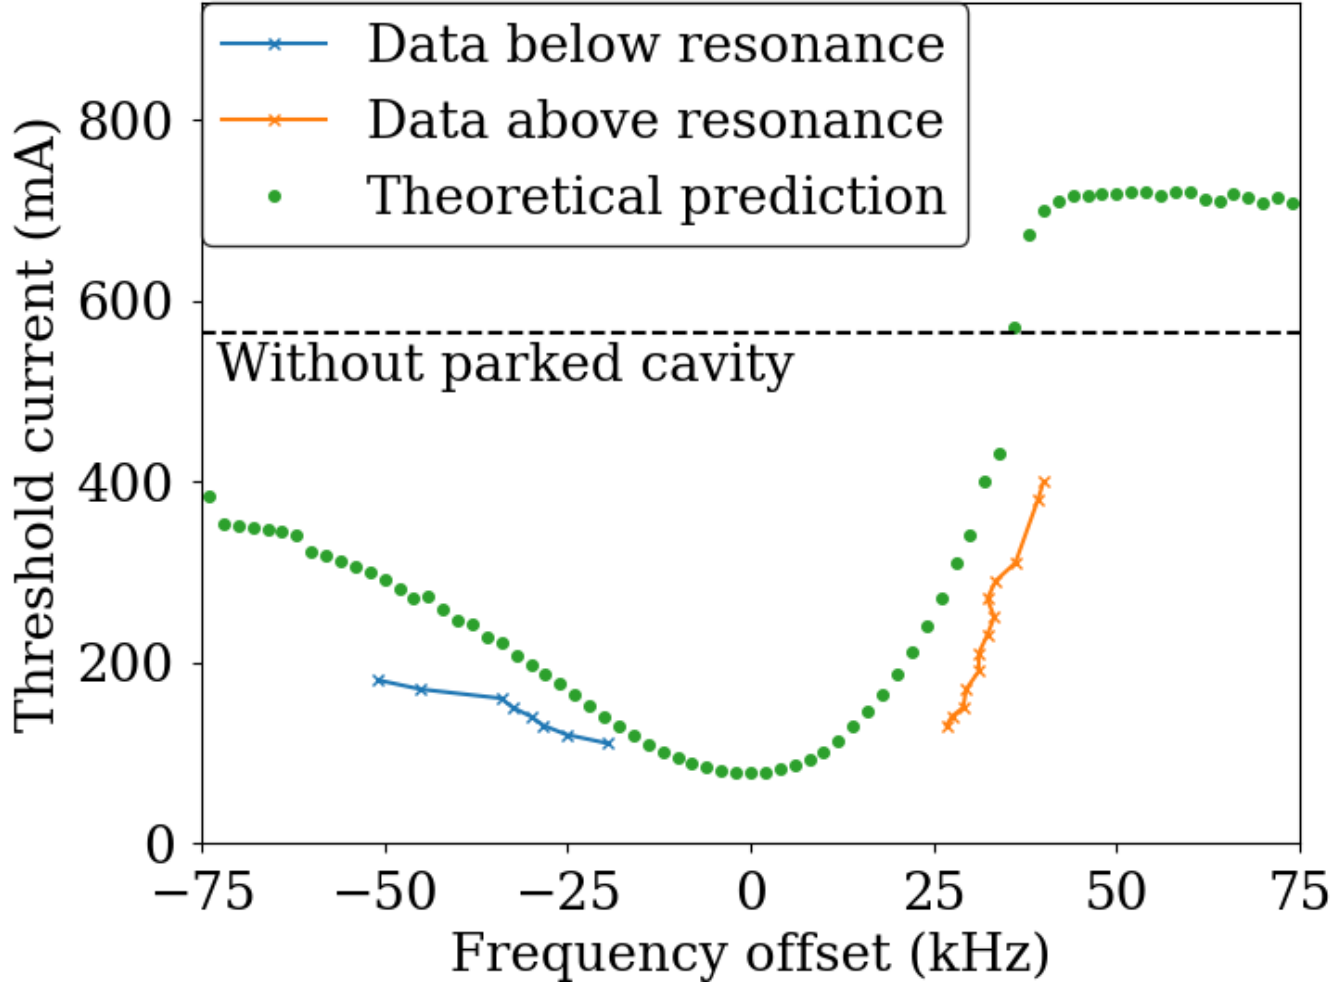 Data below resonance
Data above resonance
Theoretical prediction
Threshold current (mA)
800
600
400
200
0
Without parked cavity
−75 −50 −25 0 25 50 75
Frequency offset (kHz)